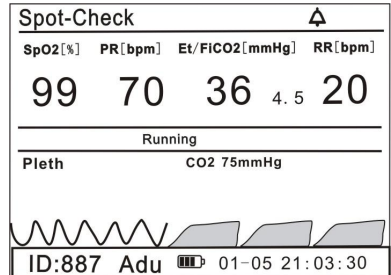 Spot-Check
SpO2[%] PR[bpm] Et/FiCO2[mmHg] RR[bpm]
99 70 36 4.5 20
Running
Pleth CO2 75mmHg
ID:887 Adu 01-05 21:03:30